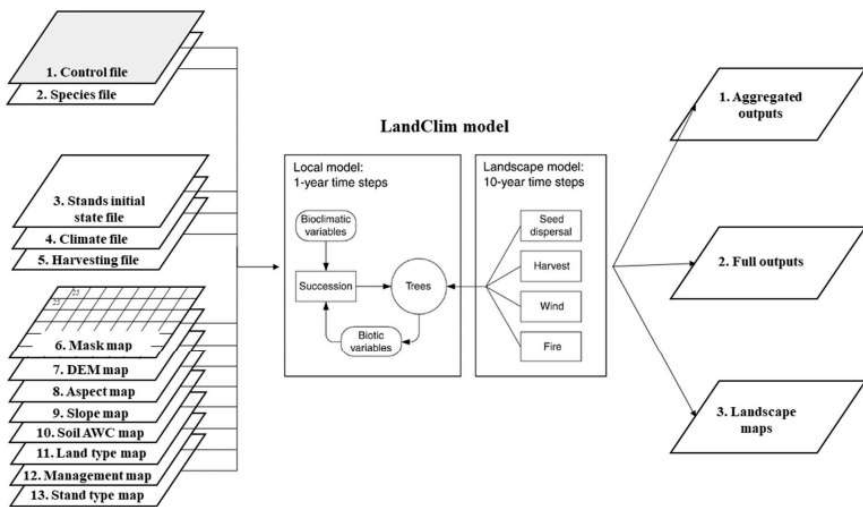 1. Control file
2. Species file
3. Stands initial
state file
4. Climate file
5. Harvesting file
23
23
6. Mask map
7. DEM map
8. Aspect map
9. Slope map
10. Soil AWC map
11. Land type map
12. Management map
13. Stand type map
LandClim model
Local model:
1-year time steps
Bioclimatic
variables
Succession
Trees
Biotic
variables
Landscape model:
10-year time steps
Seed
dispersal
Harvest
Wind
Fire
1. Aggregated
outputs
2. Full outputs
3. Landscape
maps